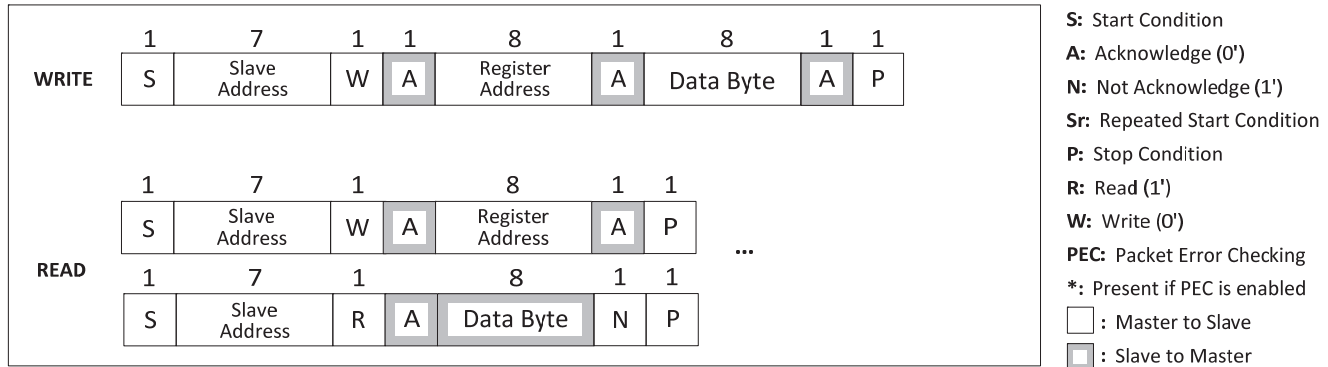 1 7 1 1 8 1 8 1 1
WRITE S Slave Address W A Register Address A Data Byte A P
1 7 1 8 1 1
S Slave Address W A Register Address A P
...
READ
1 7 1 8 1 1
S Slave Address R A Data Byte N P
S: Start Condition
A: Acknowledge (0')
N: Not Acknowledge (1')
Sr: Repeated Start Condition
P: Stop Condition
R: Read (1')
W: Write (0')
PEC: Packet Error Checking
*: Present if PEC is enabled
: Master to Slave
: Slave to Master